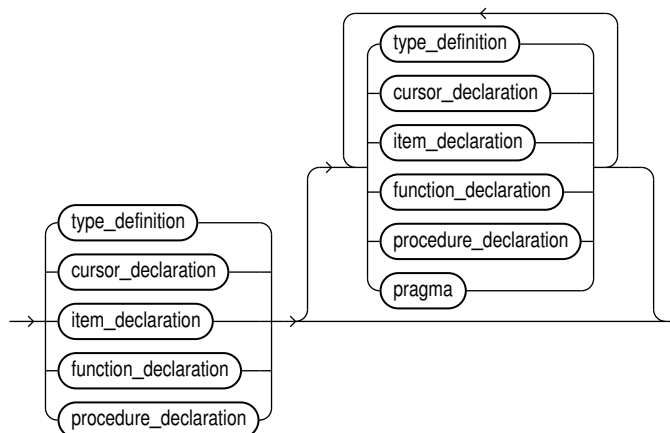 type_definition
cursor_declaration
item_declaration
function_declaration
procedure_declaration
type_definition
cursor_declaration
item_declaration
function_declaration
procedure_declaration
pragma